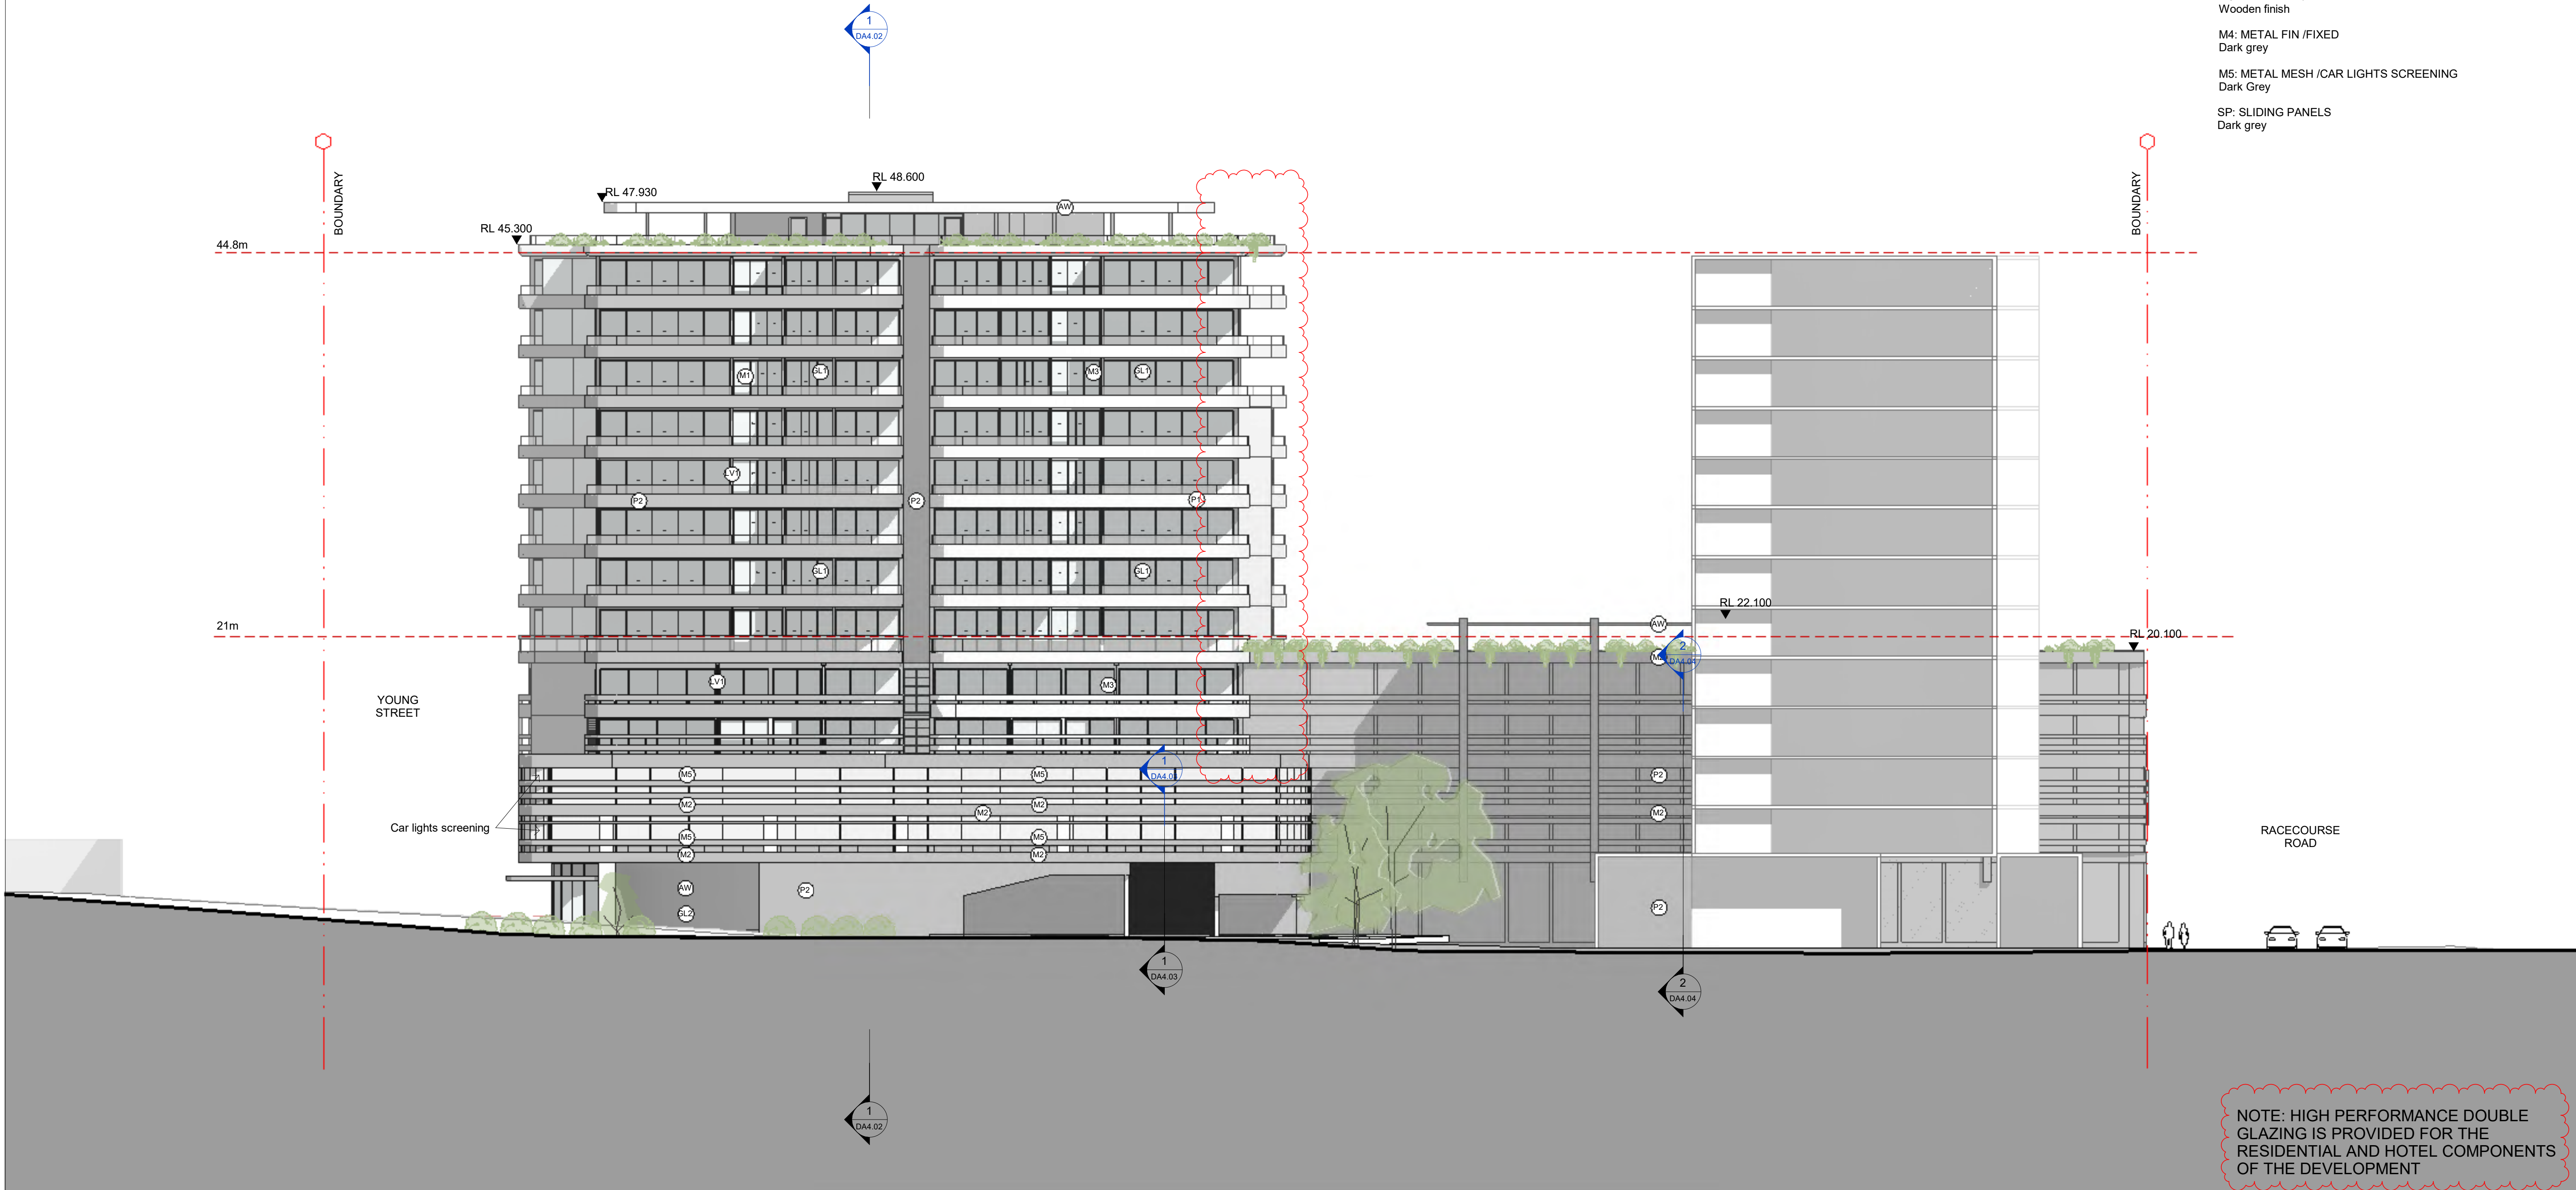 1
DA4.02
Wooden finish
M4: METAL FIN /FIXED
Dark grey
M5: METAL MESH /CAR LIGHTS SCREENING
Dark Grey
SP: SLIDING PANELS
Dark grey
BOUNDARY
BOUNDARY
RL 48.600
RL 47.930
AW
RL 45.300
44.8m
M1
GL1
M3
GL1
LV1
P2
P2
P1
GL1
GL1
RL 22.100
AW
21m
RL 20.100
2
DA4.04
LV1
M3
YOUNG
STREET
1
M5
M5
P2
M2
M2
M2
M2
Car lights screening
M5
M5
RACECOURSE
ROAD
M2
M2
AW
P2
GL2
P2
1
DA4.03
2
DA4.04
1
DA4.02
NOTE: HIGH PERFORMANCE DOUBLE
GLAZING IS PROVIDED FOR THE
RESIDENTIAL AND HOTEL COMPONENTS
OF THE DEVELOPMENT